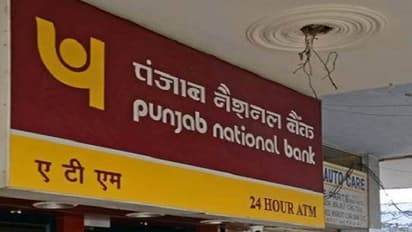 पंजाब नैशनल बैंक
punjab national bank
ए टी एम
24 HOUR ATM
AUTO CARE